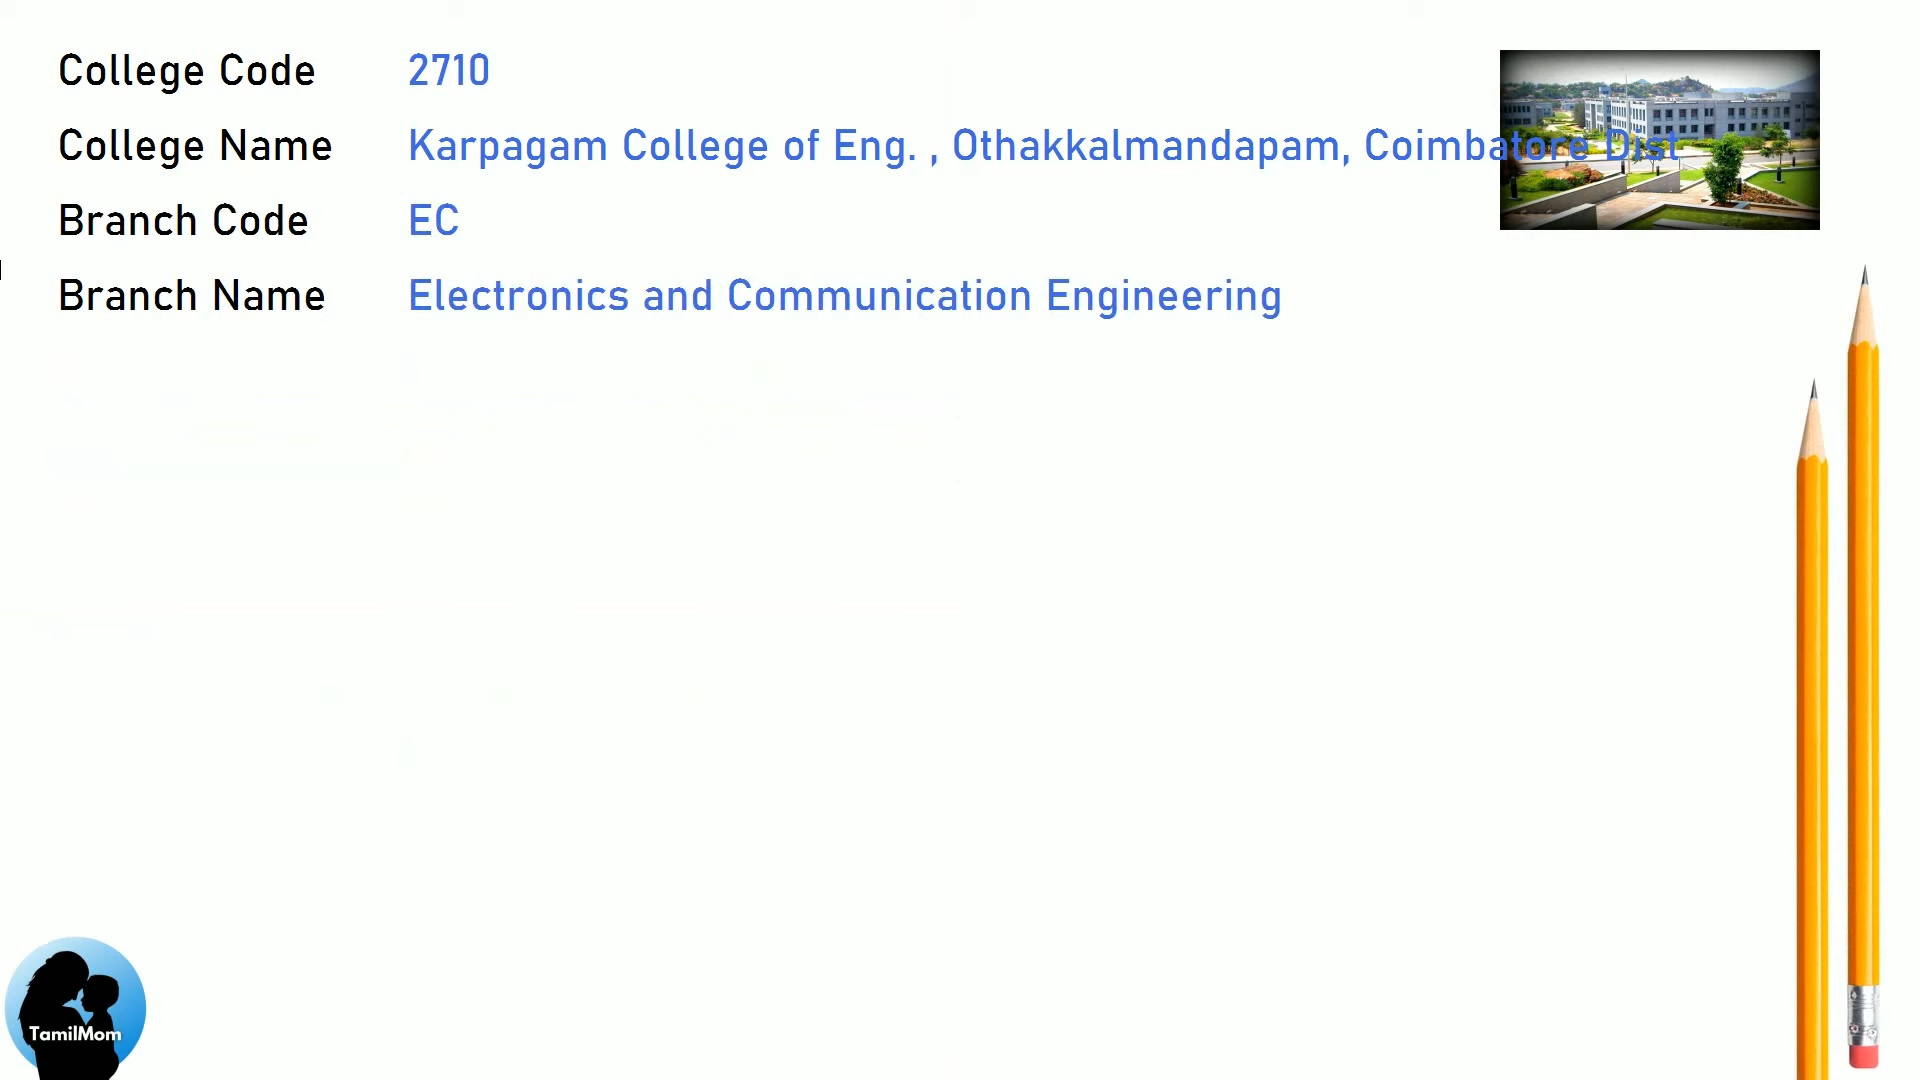 College Code 2710
College Name Karpagam College of Eng. , Othakkalmandapam, Coimbatore Dist
Branch Code EC
Branch Name Electronics and Communication Engineering
TamilMom